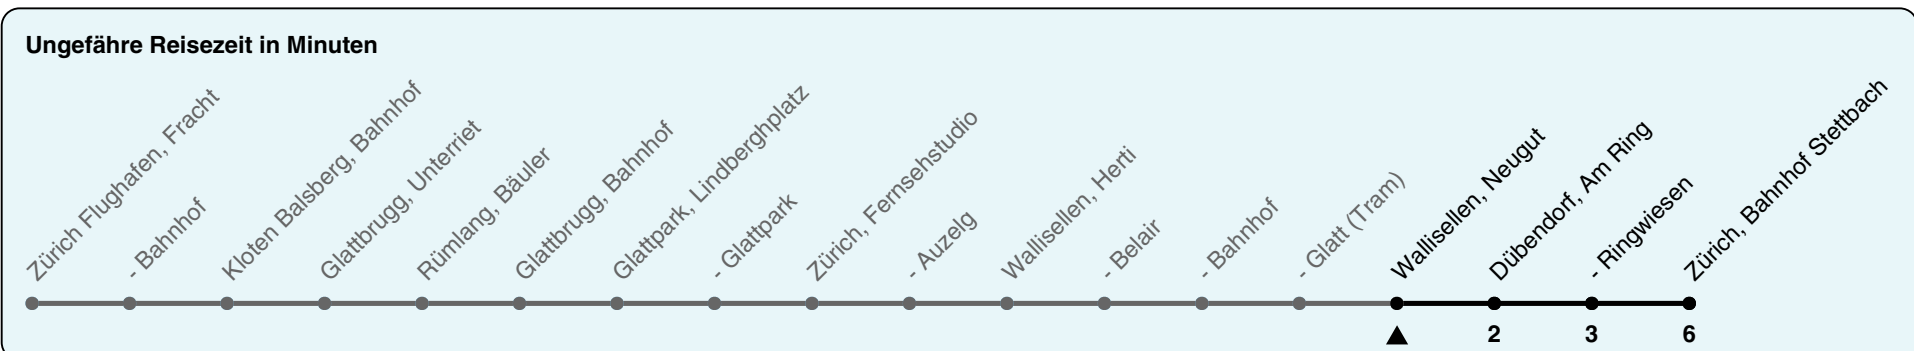 Ungefähre Reisezeit in Minuten
Zürich Flughafen, Fracht
- Bahnhof
Kloten Balsberg, Bahnhof
Glattbrugg, Unterriet
Rümlang, Bäuler
Glattbrugg, Bahnhof
Glattpark, Lindberghplatz
- Glattpark
Zürich, Fernsehstudio
- Auzelg
Wallisellen, Herti
- Belair
- Bahnhof
- Glatt (Tram)
Wallisellen, Neugut
Dübendorf, Am Ring
- Ringwiesen
Zürich, Bahnhof Stettbach
2 3 6